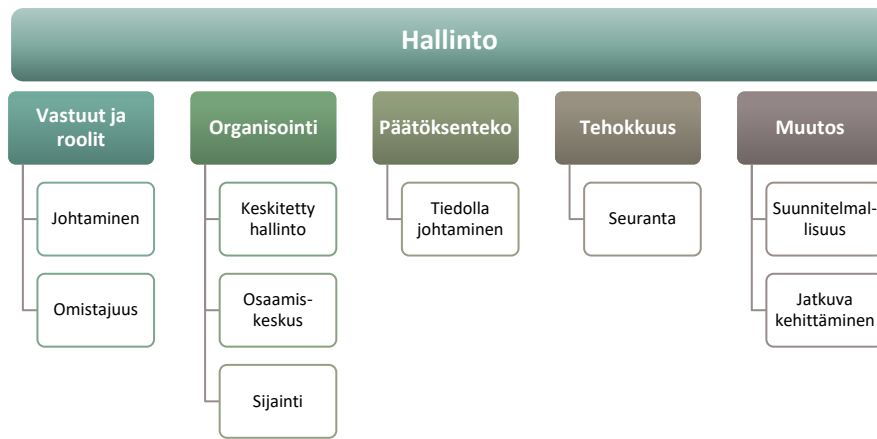 Hallinto
Vastuut ja
roolit
Johtaminen
Omistajuus
Organisointi
Keskitetty
hallinto
Osaamis-
keskus
Sijainti
Päätöksenteko
Tiedolla
johtaminen
Tehokkuus
Seuranta
Muutos
Suunnitelmal-
lisuus
Jatkuva
kehittäminen